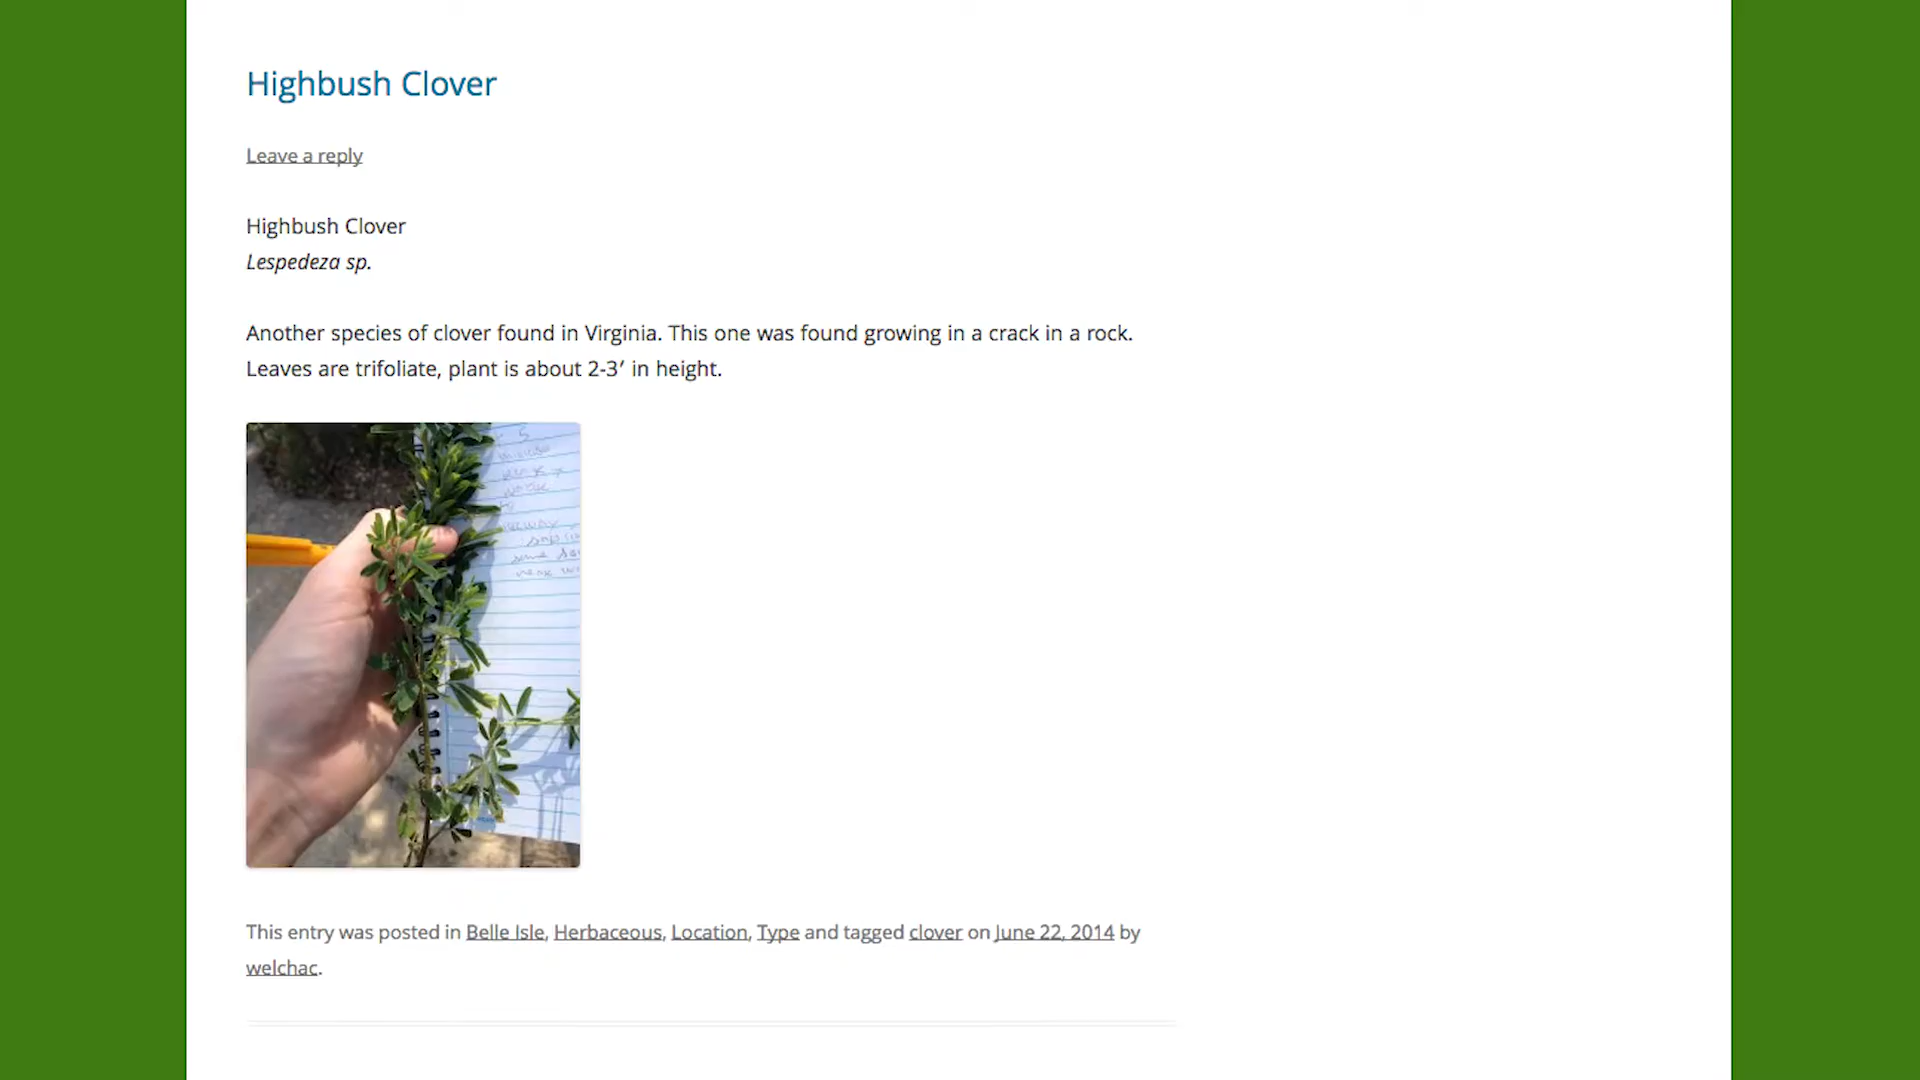 Highbush Clover
Leave a reply
Highbush Clover
Lespedeza sp.
Another species of clover found in Virginia. This one was found growing in a crack in a rock.
Leaves are trifoliate, plant is about 2-3′ in height.
This entry was posted in Belle Isle, Herbaceous, Location, Type and tagged clover on June 22, 2014 by
welchac.